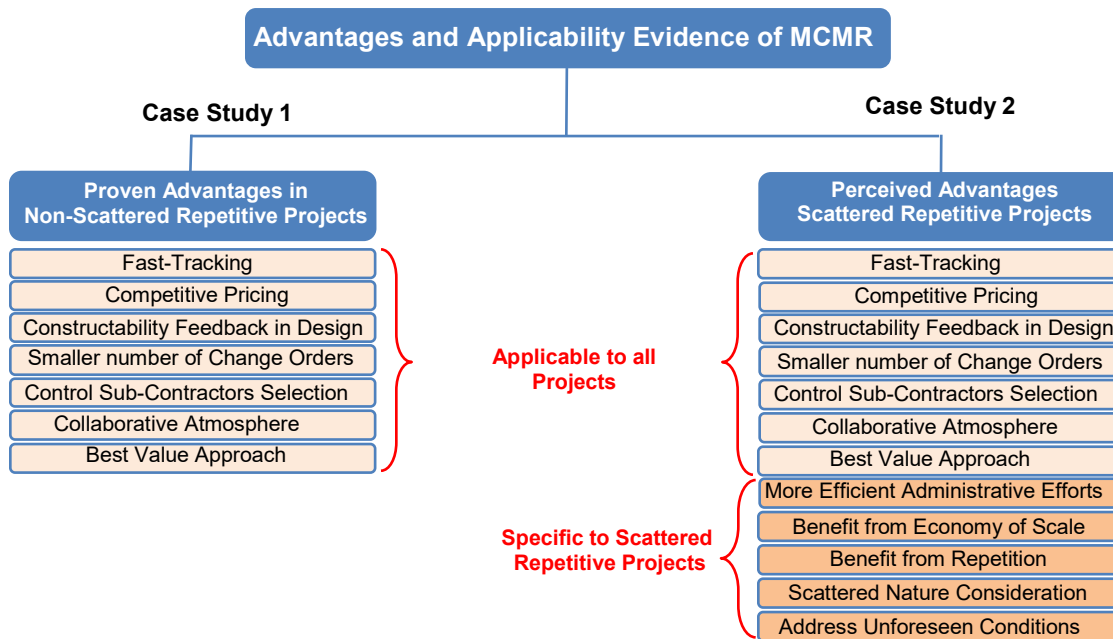 Advantages and Applicability Evidence of MCMR
Case Study 1
Case Study 2
Proven Advantages in
Non-Scattered Repetitive Projects
Fast-Tracking
Competitive Pricing
Constructability Feedback in Design
Smaller number of Change Orders
Control Sub-Contractors Selection
Collaborative Atmosphere
Best Value Approach
Applicable to all
Projects
Specific to Scattered
Repetitive Projects
Perceived Advantages
Scattered Repetitive Projects
Fast-Tracking
Competitive Pricing
Constructability Feedback in Design
Smaller number of Change Orders
Control Sub-Contractors Selection
Collaborative Atmosphere
Best Value Approach
More Efficient Administrative Efforts
Benefit from Economy of Scale
Benefit from Repetition
Scattered Nature Consideration
Address Unforeseen Conditions